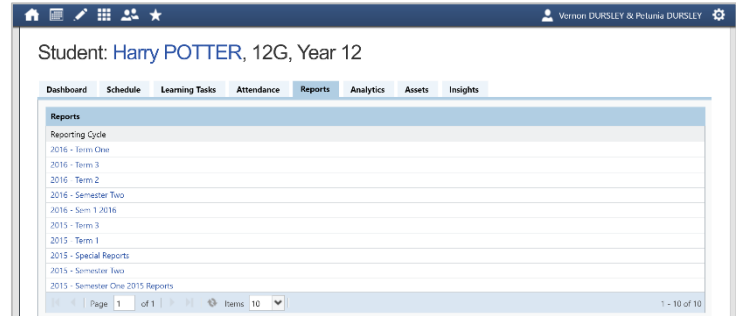 Vernon DURSLEY & Petunia DURSLEY
Student: Harry POTTER, 12G, Year 12
Dashboard Schedule Learning Tasks Attendance Reports Analytics Assets Insights
Reports
Reporting Cycle
2016 - Term One
2016 - Term 3
2016 Term 2
2016 - Semester Two
2016 - Sem 1 2016
2015 - Term 3
2015 Term 1
2015 - Special Reports
2015 - Semester Two
2015 - Semester One 2015 Reports
Page 1 of 1 Items 10 1 - 10 of 10